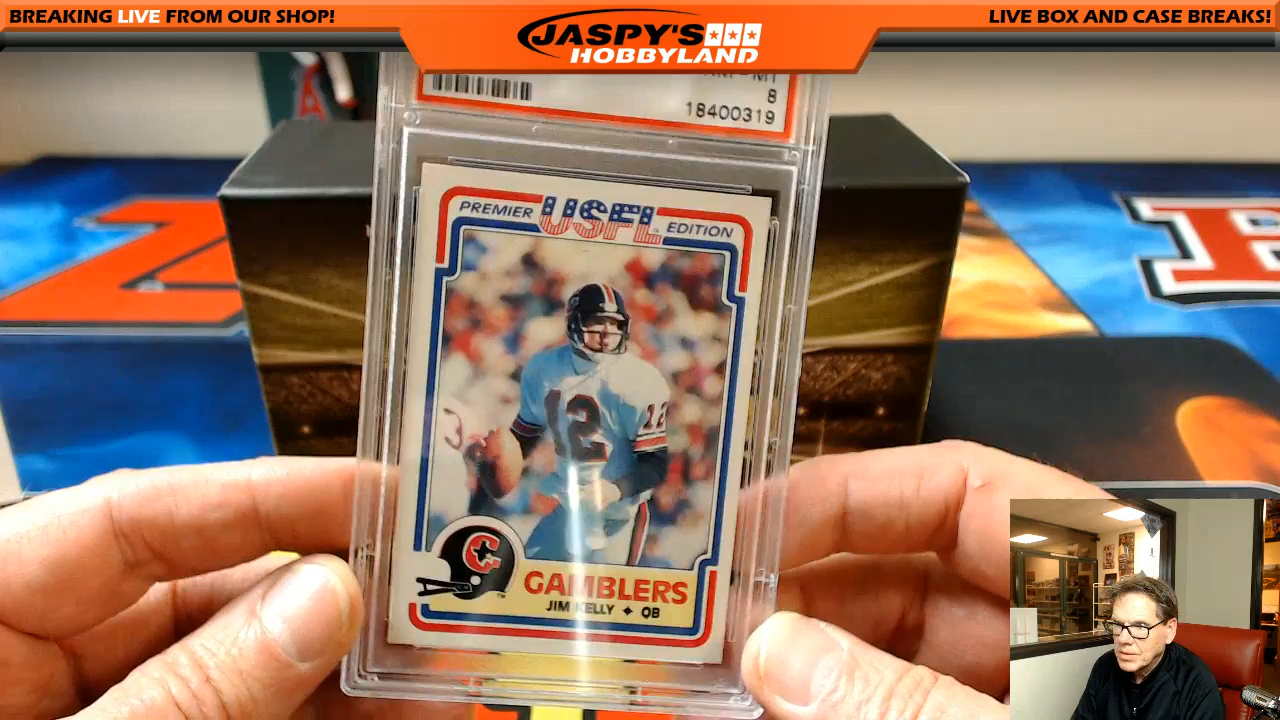 BREAKING LIVE FROM OUR SHOP!
JASPY'S
HOBBYLAND
LIVE BOX AND CASE BREAKS!
8
18400319
PREMIER USFL EDITION
12
12
C
GAMBLERS
JIM KELLY ✦ QB